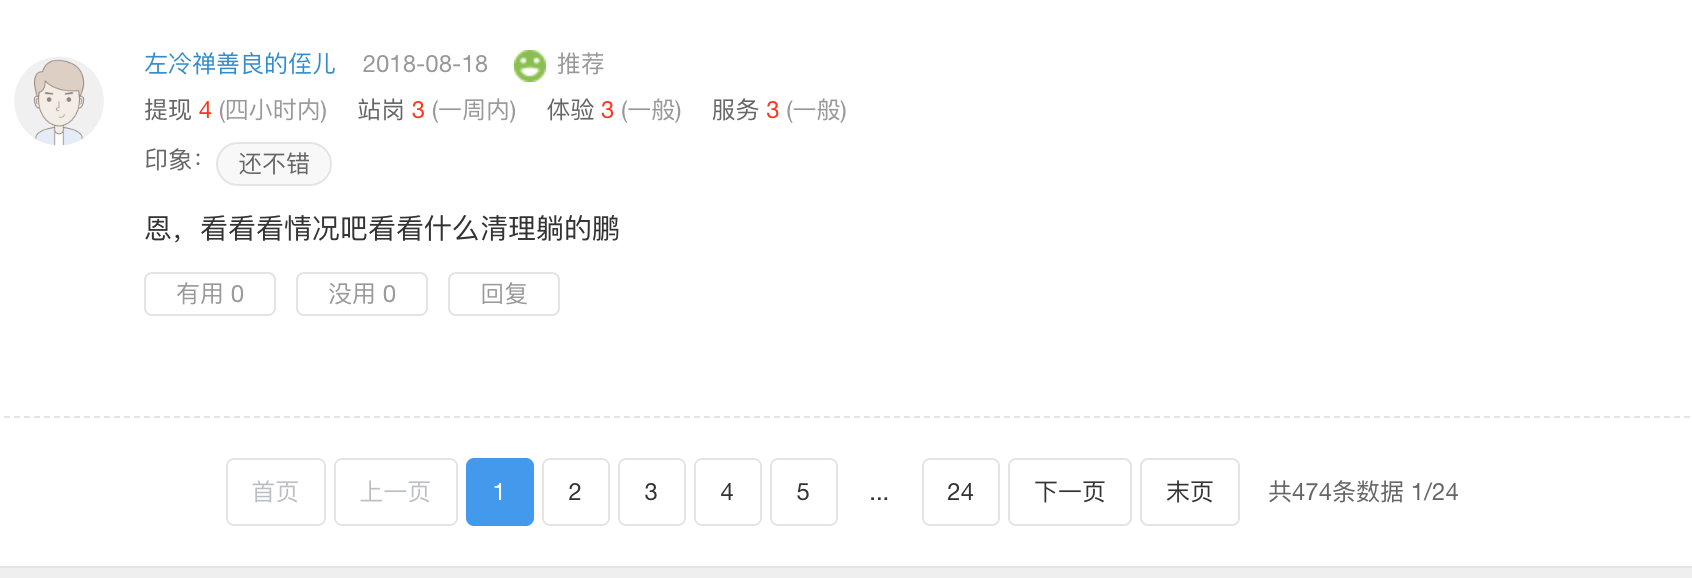 左冷禅善良的侄儿 2018-08-18 推荐
提现 4 (四小时内) 站岗 3 (一周内) 体验 3 (一般) 服务 3 (一般)
印象： 还不错
恩，看看看情况吧看看什么清理躺的鹏
有用 0 没用 0 回复
首页 上一页 1 2 3 4 5 ... 24 下一页 末页 共474条数据 1/24